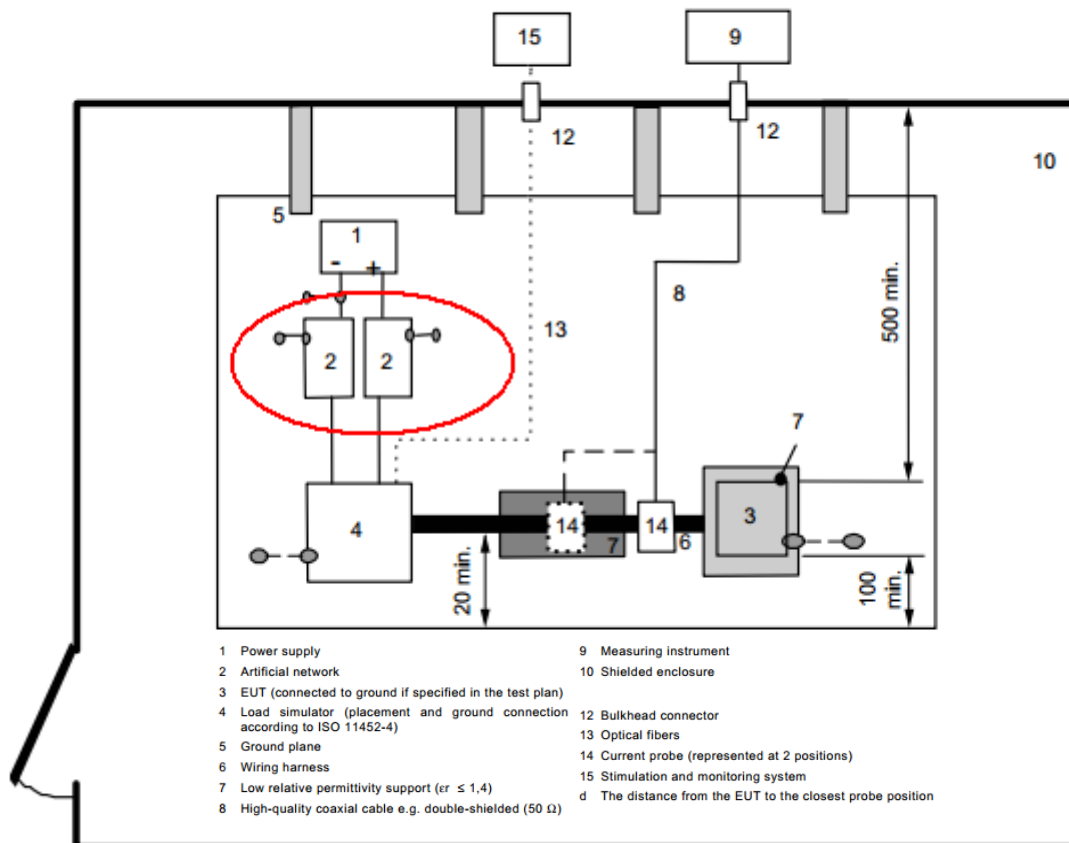 15
9
12
12
10
5
1
- +
8
13
2
2
500 min.
7
4
14
14
3
7
6
20 min.
100 min.
1 Power supply
2 Artificial network
3 EUT (connected to ground if specified in the test plan)
4 Load simulator (placement and ground connection
according to ISO 11452-4)
5 Ground plane
6 Wiring harness
7 Low relative permittivity support (εr ≤ 1,4)
8 High-quality coaxial cable e.g. double-shielded (50 Ω)
9 Measuring instrument
10 Shielded enclosure
12 Bulkhead connector
13 Optical fibers
14 Current probe (represented at 2 positions)
15 Stimulation and monitoring system
d The distance from the EUT to the closest probe position